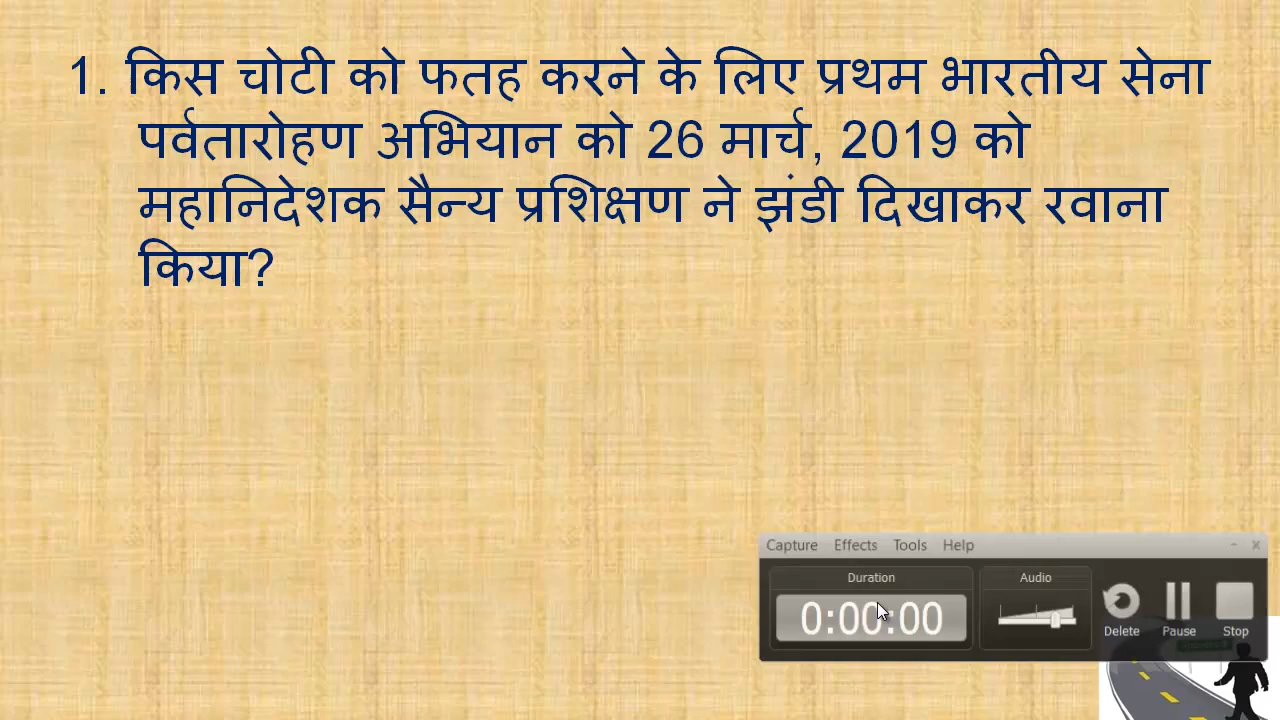 1. किस चोटी को फतह करने के लिए प्रथम भारतीय सेना
पर्वतारोहण अभियान को 26 मार्च, 2019 को
महानिदेशक सैन्य प्रशिक्षण ने झंडी दिखाकर रवाना
किया?
Capture Effects Tools Help
Duration Audio
0:00:00
Delete Pause Stop